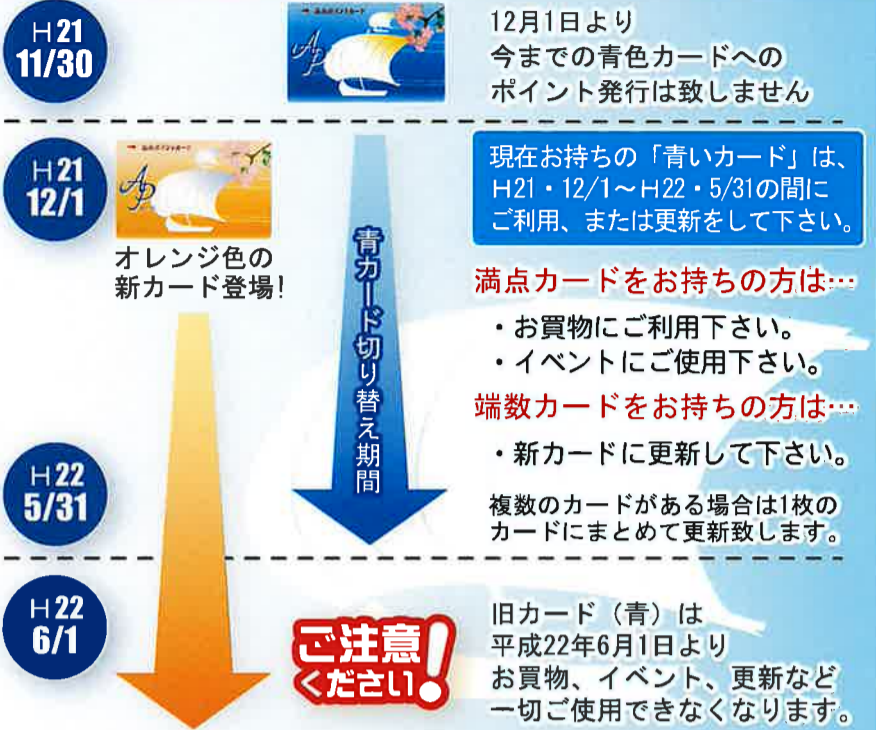 H21
11/30
12月1日より
今までの青色カードへの
ポイント発行は致しません
H21
12/1
オレンジ色の
新カード登場!
青カード切り替え期間
現在お持ちの「青いカード」は、
H21・12/1〜H22・5/31の間に
ご利用、または更新をして下さい。
満点カードをお持ちの方は…
・お買物にご利用下さい。
・イベントにご使用下さい。
端数カードをお持ちの方は…
・新カードに更新して下さい。
複数のカードがある場合は1枚の
カードにまとめて更新致します。
H22
5/31
H22
6/1
ご注意
ください!
旧カード（青）は
平成22年6月1日より
お買物、イベント、更新など
一切ご使用できなくなります。